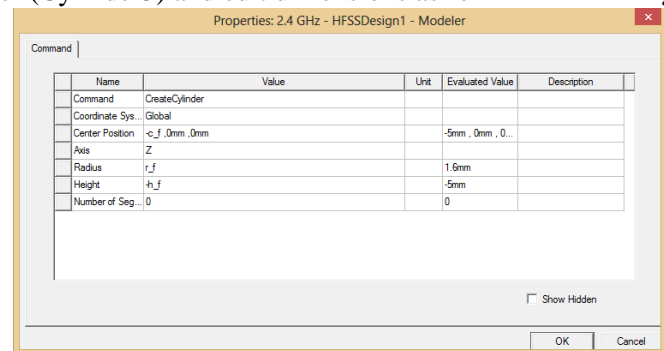 Properties: 2.4 GHz - HFSSDesign1 - Modeler
Command
Name Value Unit Evaluated Value Description
Command CreateCylinder
Coordinate Sys... Global
Center Position -c_f ,0mm ,0mm -5mm , 0mm , 0...
Axis Z
Radius r_f 1.6mm
Height -h_f -5mm
Number of Seg... 0 0
Show Hidden
OK Cancel